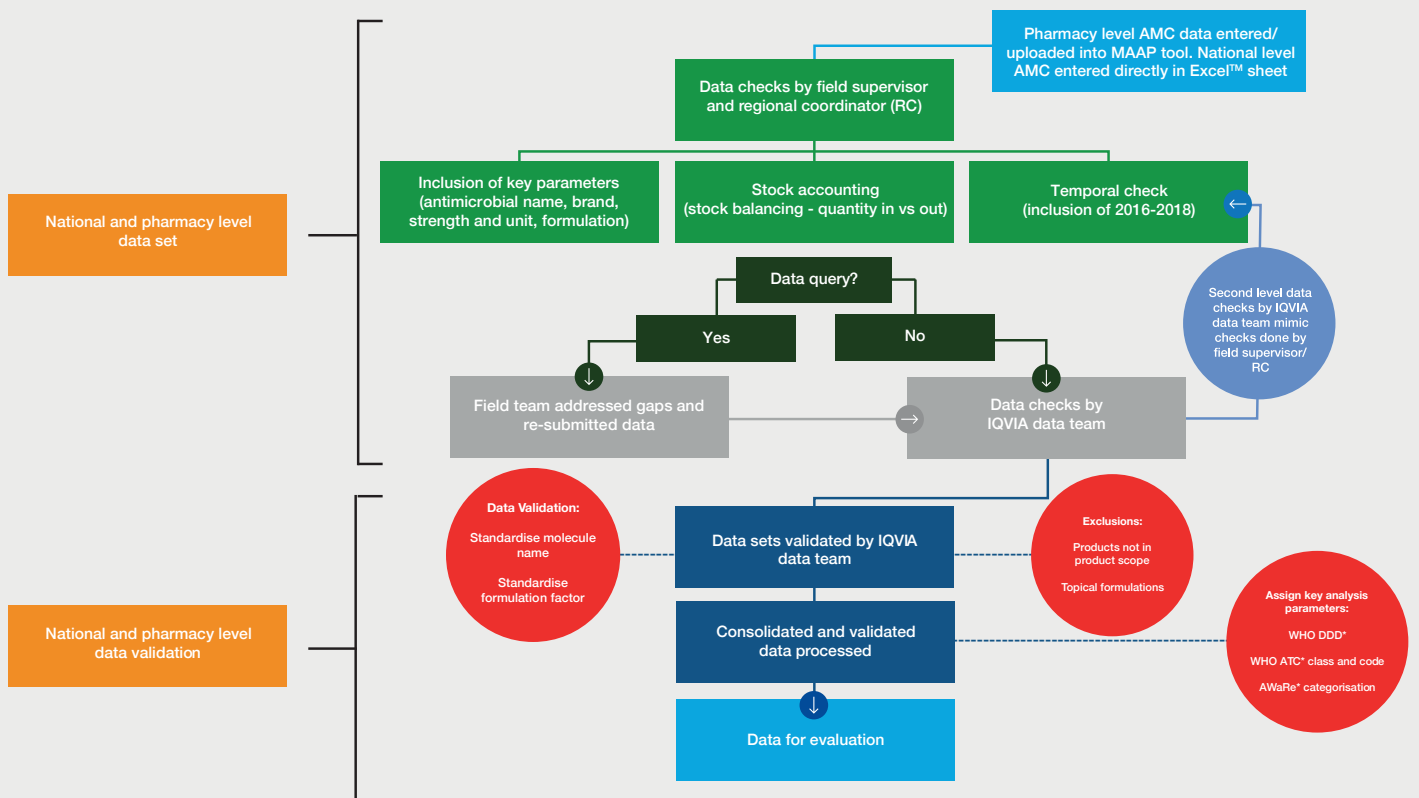 Pharmacy level AMC data entered/
uploaded into MAAP tool. National level
AMC entered directly in Excel™ sheet
Data checks by field supervisor
and regional coordinator (RC)
Inclusion of key parameters
(antimicrobial name, brand,
strength and unit, formulation)
Stock accounting
(stock balancing - quantity in vs out)
Temporal check
(inclusion of 2016-2018)
National and pharmacy level
data set
Data query?
Yes
No
Second level data
checks by IQVIA
data team mimic
checks done by
field supervisor/
RC
Field team addressed gaps and
re-submitted data
Data checks by
IQVIA data team
Data Validation:
Standardise molecule
name
Standardise
formulation factor
Data sets validated by IQVIA
data team
Exclusions:
Products not in
product scope
Topical formulations
National and pharmacy level
data validation
Consolidated and validated
data processed
Assign key analysis
parameters:
WHO DDD*
WHO ATC* class and code
AWaRe* categorisation
Data for evaluation